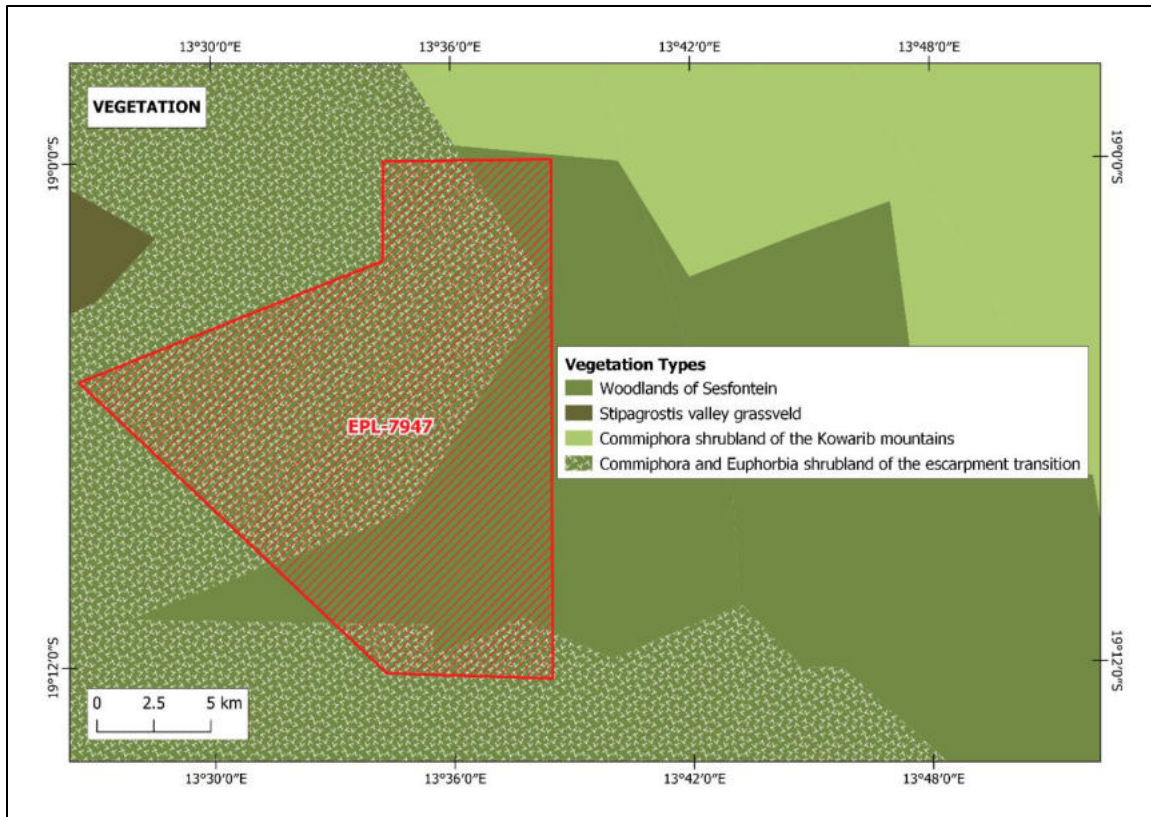 13°30'0"E 13°36'0"E 13°42'0"E 13°48'0"E
VEGETATION
19°0'0"S 19°0'0"S
Vegetation Types
Woodlands of Sesfontein
Stipagrostis valley grassveld
Commiphora shrubland of the Kowarib mountains
Commiphora and Euphorbia shrubland of the escarpment transition
EPL-7947
19°12'0"S 19°12'0"S
0 2.5 5 km
13°30'0"E 13°36'0"E 13°42'0"E 13°48'0"E